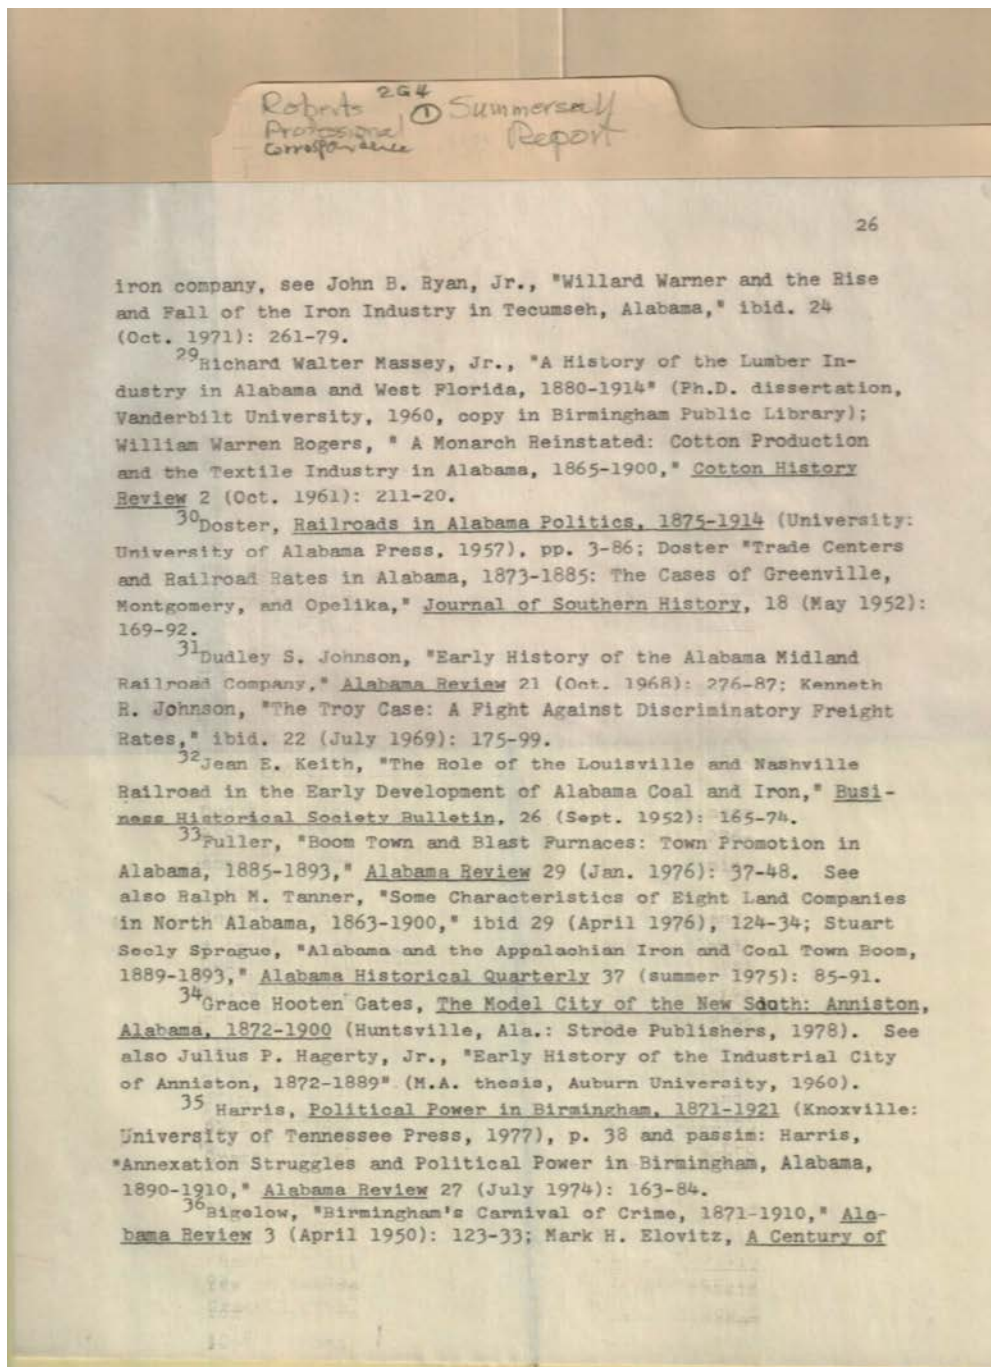 2G4
Roberts ① Summersell
Professional Report
Correspondence
26
iron company, see John B. Ryan, Jr., "Willard Warner and the Rise
and Fall of the Iron Industry in Tecumseh, Alabama," ibid. 24
(Oct. 1971): 261-79.
29Richard Walter Massey, Jr., "A History of the Lumber In-
dustry in Alabama and West Florida, 1880-1914" (Ph.D. dissertation,
Vanderbilt University, 1960, copy in Birmingham Public Library);
William Warren Rogers, " A Monarch Reinstated: Cotton Production
and the Textile Industry in Alabama, 1865-1900," Cotton History
Review 2 (Oct. 1961): 211-20.
30Doster, Railroads in Alabama Politics, 1875-1914 (University:
University of Alabama Press, 1957), pp. 3-86; Doster "Trade Centers
and Railroad Rates in Alabama, 1873-1885: The Cases of Greenville,
Montgomery, and Opelika," Journal of Southern History, 18 (May 1952):
169-92.
31Dudley S. Johnson, "Early History of the Alabama Midland
Railroad Company," Alabama Review 21 (Oct. 1968): 276-87; Kenneth
R. Johnson, "The Troy Case: A Fight Against Discriminatory Freight
Rates," ibid. 22 (July 1969): 175-99.
32Jean E. Keith, "The Role of the Louisville and Nashville
Railroad in the Early Development of Alabama Coal and Iron," Busi-
ness Historical Society Bulletin, 26 (Sept. 1952): 165-74.
33Fuller, "Boom Town and Blast Furnaces: Town Promotion in
Alabama, 1885-1893," Alabama Review 29 (Jan. 1976): 37-48. See
also Ralph M. Tanner, "Some Characteristics of Eight Land Companies
in North Alabama, 1863-1900," ibid 29 (April 1976), 124-34; Stuart
Seely Sprague, "Alabama and the Appalachian Iron and Coal Town Boom,
1889-1893," Alabama Historical Quarterly 37 (summer 1975): 85-91.
34Grace Hooten Gates, The Model City of the New South: Anniston,
Alabama, 1872-1900 (Huntsville, Ala.: Strode Publishers, 1978). See
also Julius P. Hagerty, Jr., "Early History of the Industrial City
of Anniston, 1872-1889" (M.A. thesis, Auburn University, 1960).
35 Harris, Political Power in Birmingham, 1871-1921 (Knoxville:
University of Tennessee Press, 1977), p. 38 and passim: Harris,
"Annexation Struggles and Political Power in Birmingham, Alabama,
1890-1910," Alabama Review 27 (July 1974): 163-84.
36Bigelow, "Birmingham's Carnival of Crime, 1871-1910," Ala-
bama Review 3 (April 1950): 123-33; Mark H. Elovitz, A Century of